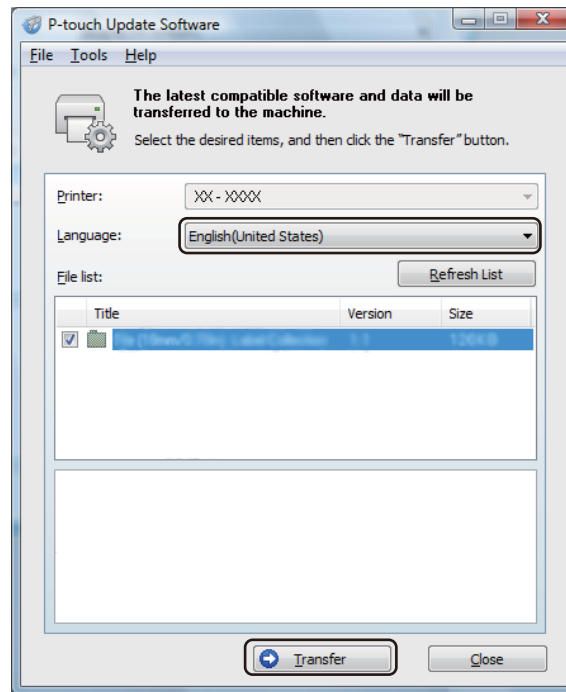 P-touch Update Software
File Tools Help
The latest compatible software and data will be
transferred to the machine.
Select the desired items, and then click the "Transfer" button.
Printer: XX - XXXX
Language: English(United States)
File list: Refresh List
Title Version Size
Transfer Close